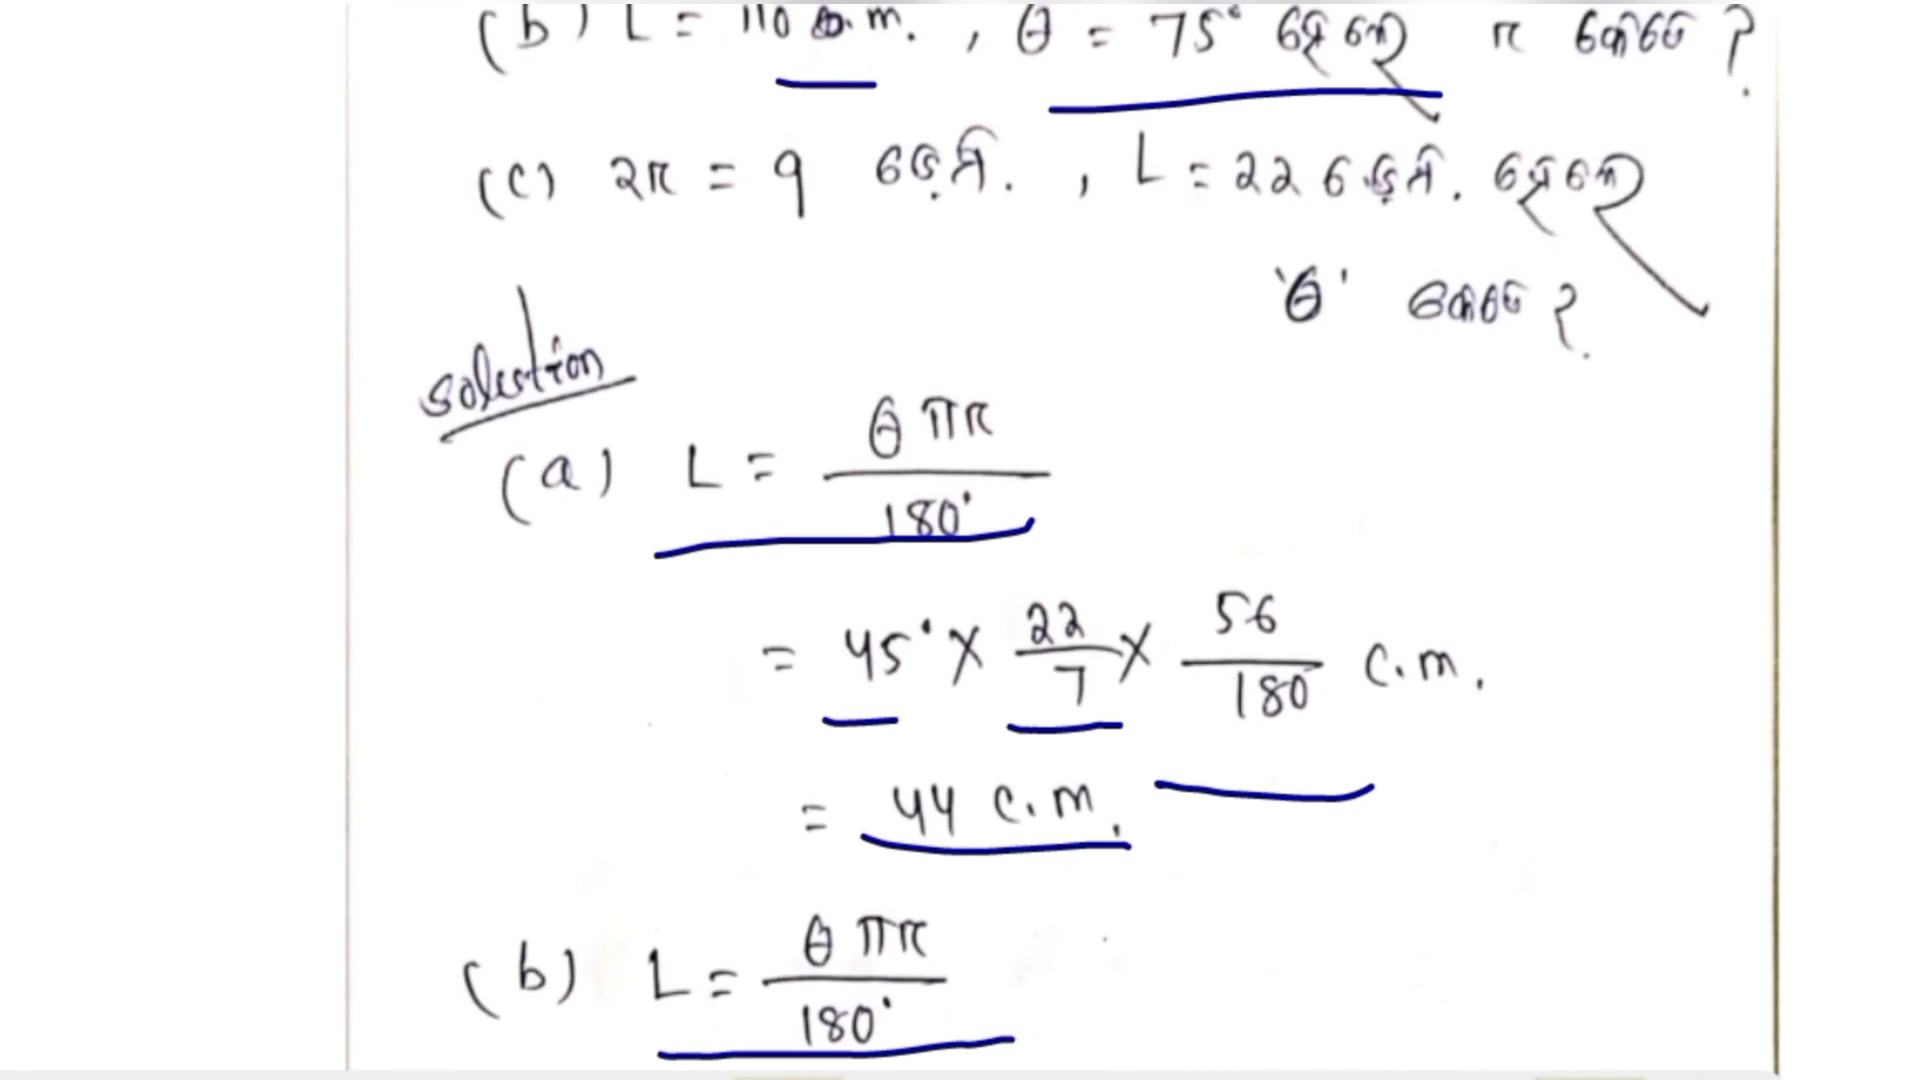 (b) L = 110 c.m. , θ = 75° ହେଲେ r କେତେ ?
(c) 2r = 9 ସେ.ମି. , L = 22 ସେ.ମି. ହେଲେ
'θ' କେତେ ?
Solution
(a) L = θπr / 180°
= 45° × 22/7 × 56/180 c.m.
= 44 c.m.
(b) L = θπr / 180°